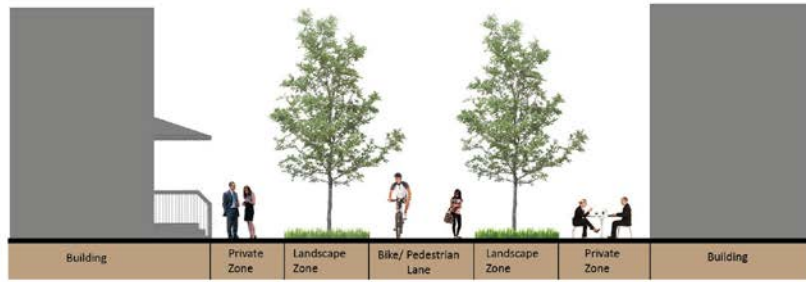 Building
Private
Zone
Landscape
Zone
Bike/ Pedestrian
Lane
Landscape
Zone
Private
Zone
Building